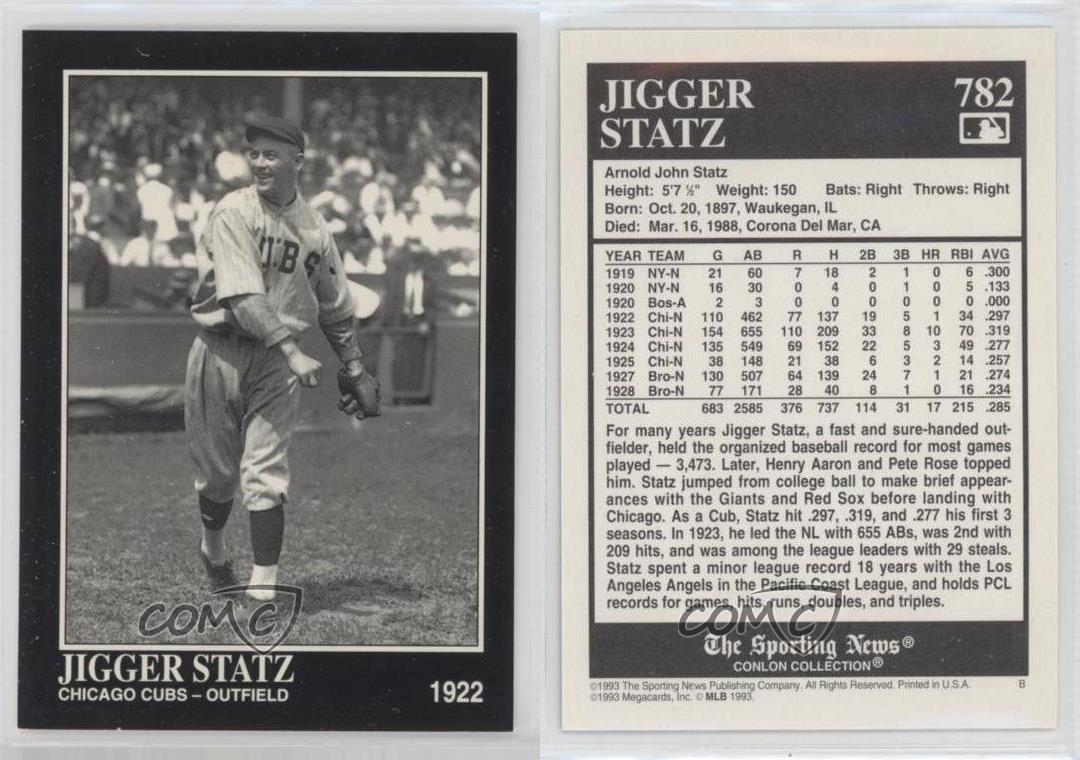 CUBS
JIGGER STATZ
CHICAGO CUBS – OUTFIELD
1922
COMC
JIGGER
STATZ
782
Arnold John Statz
Height: 5'7 ½" Weight: 150 Bats: Right Throws: Right
Born: Oct. 20, 1897, Waukegan, IL
Died: Mar. 16, 1988, Corona Del Mar, CA
YEAR TEAM G AB R H 2B 3B HR RBI AVG
1919 NY-N 21 60 7 18 2 1 0 6 .300
1920 NY-N 16 30 0 4 0 1 0 5 .133
1920 Bos-A 2 3 0 0 0 0 0 0 .000
1922 Chi-N 110 462 77 137 19 5 1 34 .297
1923 Chi-N 154 655 110 209 33 8 10 70 .319
1924 Chi-N 135 549 69 152 22 5 3 49 .277
1925 Chi-N 38 148 21 38 6 3 2 14 .257
1927 Bro-N 130 507 64 139 24 7 1 21 .274
1928 Bro-N 77 171 28 40 8 1 0 16 .234
TOTAL 683 2585 376 737 114 31 17 215 .285
For many years Jigger Statz, a fast and sure-handed out-
fielder, held the organized baseball record for most games
played — 3,473. Later, Henry Aaron and Pete Rose topped
him. Statz jumped from college ball to make brief appear-
ances with the Giants and Red Sox before landing with
Chicago. As a Cub, Statz hit .297, .319, and .277 his first 3
seasons. In 1923, he led the NL with 655 ABs, was 2nd with
209 hits, and was among the league leaders with 29 steals.
Statz spent a minor league record 18 years with the Los
Angeles Angels in the Pacific Coast League, and holds PCL
records for games, hits, runs, doubles, and triples.
COMC
The Sporting News®
CONLON COLLECTION®
©1993 The Sporting News Publishing Company. All Rights Reserved. Printed in U.S.A. B
©1993 Megacards, Inc. © MLB 1993.